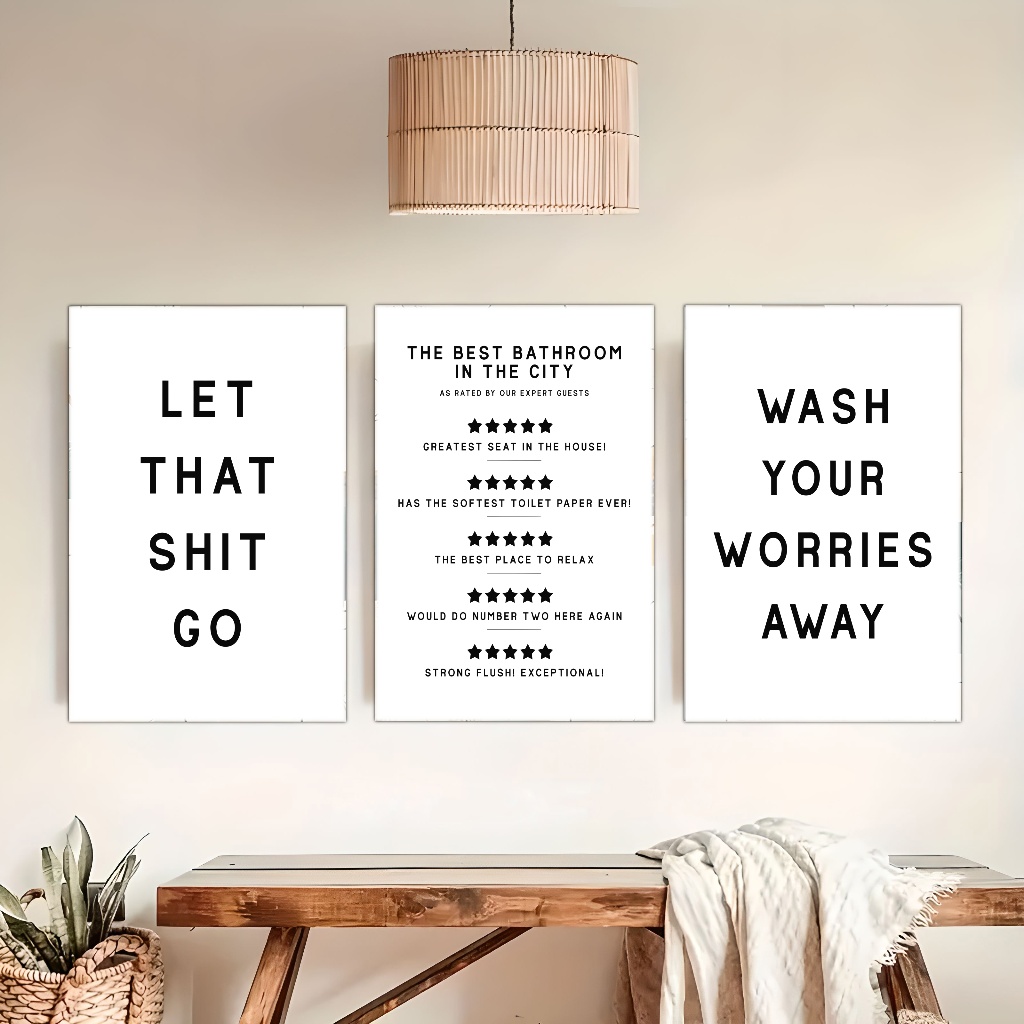 LET
THAT
SHIT
GO
THE BEST BATHROOM
IN THE CITY
AS RATED BY OUR EXPERT GUESTS
★★★★★
GREATEST SEAT IN THE HOUSE!
★★★★★
HAS THE SOFTEST TOILET PAPER EVER!
★★★★★
THE BEST PLACE TO RELAX
★★★★★
WOULD DO NUMBER TWO HERE AGAIN
★★★★★
STRONG FLUSH! EXCEPTIONAL!
WASH
YOUR
WORRIES
AWAY